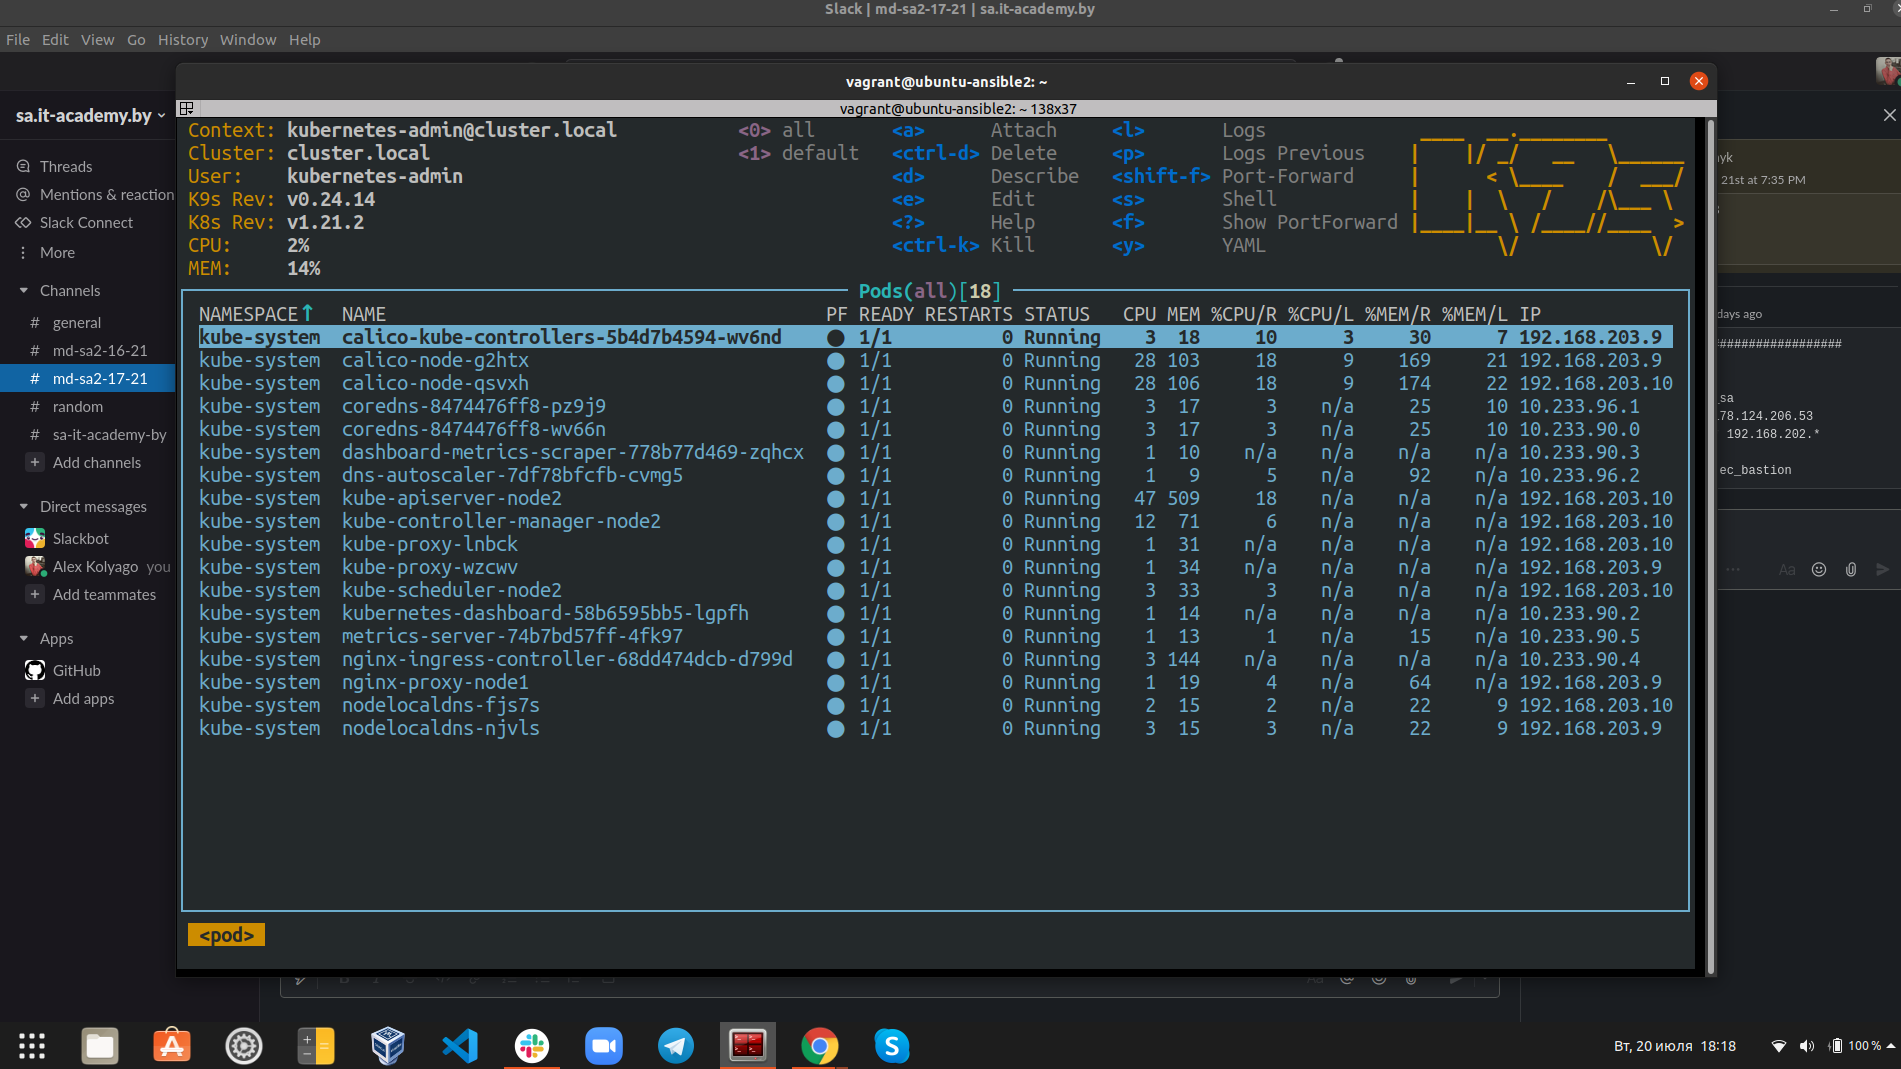 Slack | md-sa2-17-21 | sa.it-academy.by
File Edit View Go History Window Help
sa.it-academy.by
Threads
Mentions & reaction
Slack Connect
More
Channels
# general
# md-sa2-16-21
# md-sa2-17-21
# random
# sa-it-academy-by
+ Add channels
Direct messages
Slackbot
Alex Kolyago you
+ Add teammates
Apps
GitHub
+ Add apps
vagrant@ubuntu-ansible2: ~
vagrant@ubuntu-ansible2: ~ 138x37
Context: kubernetes-admin@cluster.local <0> all <a> Attach <l> Logs
Cluster: cluster.local <1> default <ctrl-d> Delete <p> Logs Previous
User: kubernetes-admin <d> Describe <shift-f> Port-Forward
K9s Rev: v0.24.14 <e> Edit <s> Shell
K8s Rev: v1.21.2 <?> Help <f> Show PortForward
CPU: 2% <ctrl-k> Kill <y> YAML
MEM: 14%
Pods(all)[18]
NAMESPACE↑ NAME PF READY RESTARTS STATUS CPU MEM %CPU/R %CPU/L %MEM/R %MEM/L IP
kube-system calico-kube-controllers-5b4d7b4594-wv6nd ● 1/1 0 Running 3 18 10 3 30 7 192.168.203.9
kube-system calico-node-g2htx ● 1/1 0 Running 28 103 18 9 169 21 192.168.203.9
kube-system calico-node-qsvxh ● 1/1 0 Running 28 106 18 9 174 22 192.168.203.10
kube-system coredns-8474476ff8-pz9j9 ● 1/1 0 Running 3 17 3 n/a 25 10 10.233.96.1
kube-system coredns-8474476ff8-wv66n ● 1/1 0 Running 3 17 3 n/a 25 10 10.233.90.0
kube-system dashboard-metrics-scraper-778b77d469-zqhcx ● 1/1 0 Running 1 10 n/a n/a n/a n/a 10.233.90.3
kube-system dns-autoscaler-7df78bfcfb-cvmg5 ● 1/1 0 Running 1 9 5 n/a 92 n/a 10.233.96.2
kube-system kube-apiserver-node2 ● 1/1 0 Running 47 509 18 n/a n/a n/a 192.168.203.10
kube-system kube-controller-manager-node2 ● 1/1 0 Running 12 71 6 n/a n/a n/a 192.168.203.10
kube-system kube-proxy-lnbck ● 1/1 0 Running 1 31 n/a n/a n/a n/a 192.168.203.10
kube-system kube-proxy-wzcwv ● 1/1 0 Running 1 34 n/a n/a n/a n/a 192.168.203.9
kube-system kube-scheduler-node2 ● 1/1 0 Running 3 33 3 n/a n/a n/a 192.168.203.10
kube-system kubernetes-dashboard-58b6595bb5-lgpfh ● 1/1 0 Running 1 14 n/a n/a n/a n/a 10.233.90.2
kube-system metrics-server-74b7bd57ff-4fk97 ● 1/1 0 Running 1 13 1 n/a 15 n/a 10.233.90.5
kube-system nginx-ingress-controller-68dd474dcb-d799d ● 1/1 0 Running 3 144 n/a n/a n/a n/a 10.233.90.4
kube-system nginx-proxy-node1 ● 1/1 0 Running 1 19 4 n/a 64 n/a 192.168.203.9
kube-system nodelocaldns-fjs7s ● 1/1 0 Running 2 15 2 n/a 22 9 192.168.203.10
kube-system nodelocaldns-njvls ● 1/1 0 Running 3 15 3 n/a 22 9 192.168.203.9
<pod>
yk
21st at 7:35 PM
days ago
##################
_sa
78.124.206.53
192.168.202.*
ec_bastion
Aa
Вт, 20 июля 18:18
100 %